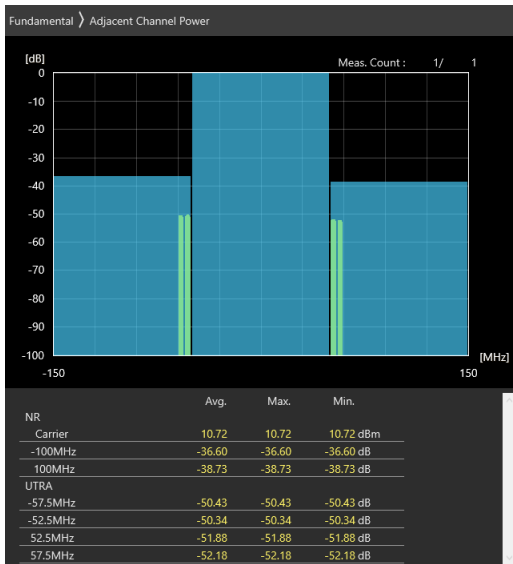 Fundamental 〉 Adjacent Channel Power
[dB] Meas. Count : 1/ 1
0
-10
-20
-30
-40
-50
-60
-70
-80
-90
-100 [MHz]
-150 150
Avg. Max. Min.
NR
Carrier 10.72 10.72 10.72 dBm
-100MHz -36.60 -36.60 -36.60 dB
100MHz -38.73 -38.73 -38.73 dB
UTRA
-57.5MHz -50.43 -50.43 -50.43 dB
-52.5MHz -50.34 -50.34 -50.34 dB
52.5MHz -51.88 -51.88 -51.88 dB
57.5MHz -52.18 -52.18 -52.18 dB